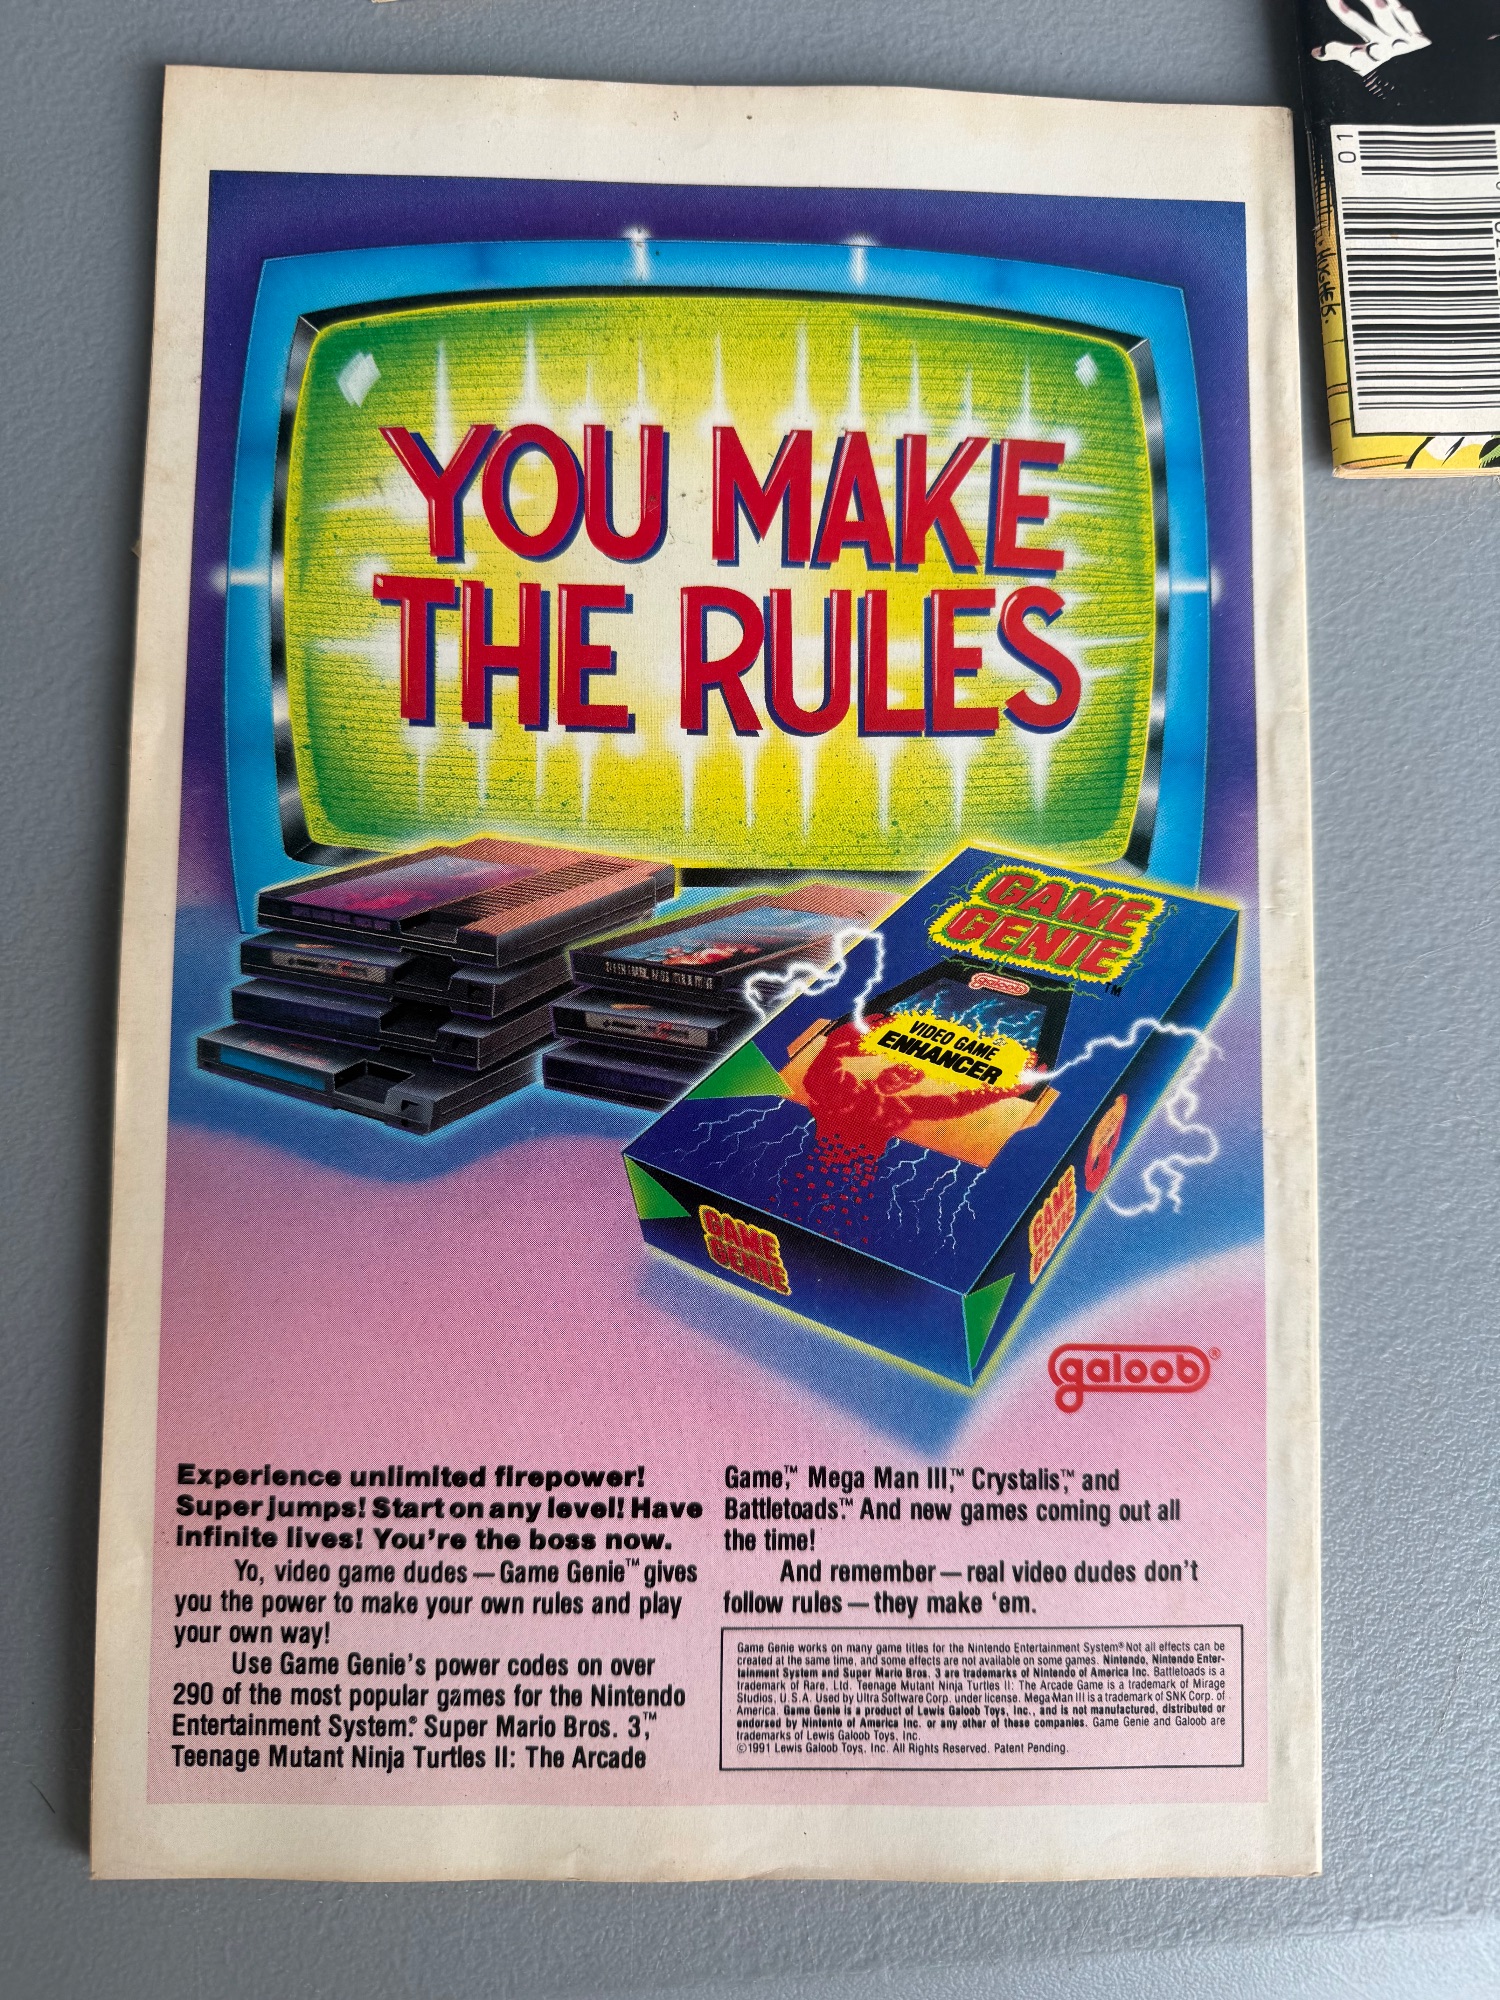 YOU MAKE
THE RULES
GAME
GENIE
TM
galoob
VIDEO GAME
ENHANCER
GAME
GENIE
GAME
GENIE
galoob®
Experience unlimited firepower!
Super jumps! Start on any level! Have
infinite lives! You're the boss now.
Yo, video game dudes — Game Genie™ gives
you the power to make your own rules and play
your own way!
Use Game Genie's power codes on over
290 of the most popular games for the Nintendo
Entertainment System.® Super Mario Bros. 3,™
Teenage Mutant Ninja Turtles II: The Arcade
Game,™ Mega Man III,™ Crystalis,™ and
Battletoads.™ And new games coming out all
the time!
And remember — real video dudes don't
follow rules — they make 'em.
Game Genie works on many game titles for the Nintendo Entertainment System® Not all effects can be
created at the same time, and some effects are not available on some games. Nintendo, Nintendo Enter-
tainment System and Super Mario Bros. 3 are trademarks of Nintendo of America Inc. Battletoads is a
trademark of Rare, Ltd. Teenage Mutant Ninja Turtles II: The Arcade Game is a trademark of Mirage
Studios, U.S.A. Used by Ultra Software Corp. under license. Mega Man III is a trademark of SNK Corp. of
America. Game Genie is a product of Lewis Galoob Toys, Inc., and is not manufactured, distributed or
endorsed by Nintento of America Inc. or any other of these companies. Game Genie and Galoob are
trademarks of Lewis Galoob Toys, Inc.
©1991 Lewis Galoob Toys, Inc. All Rights Reserved. Patent Pending.
01
HUGHES.